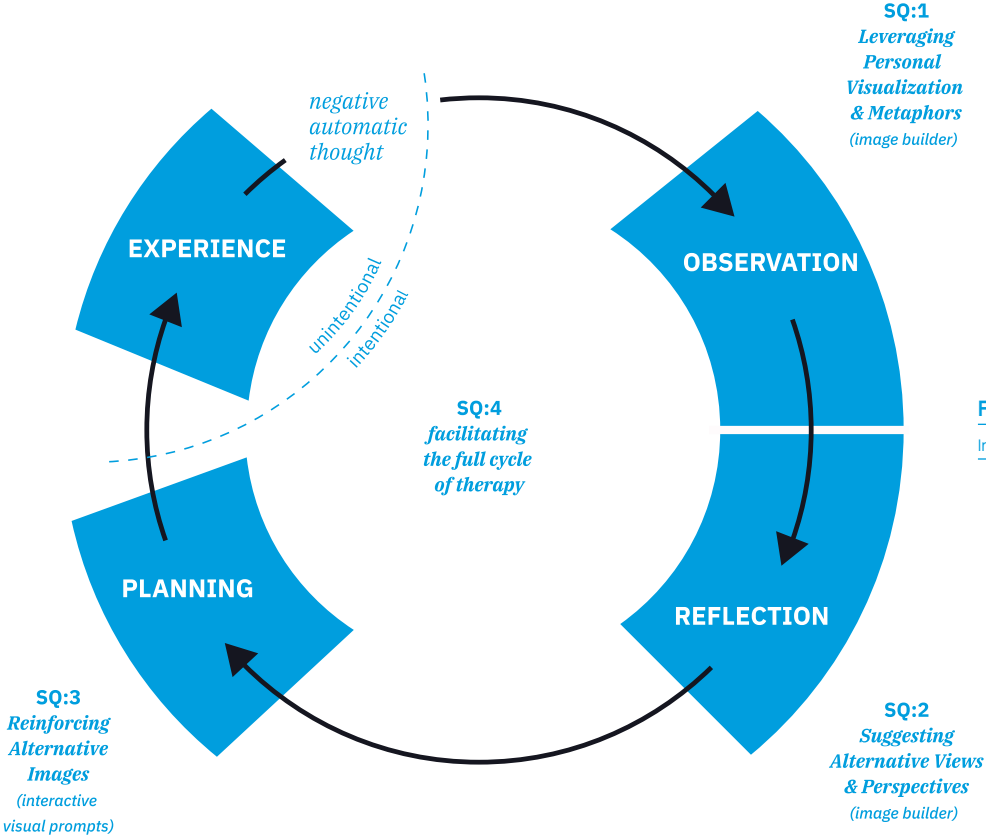 SQ:1
Leveraging
Personal
Visualization
& Metaphors
(image builder)
negative
automatic
thought
EXPERIENCE
OBSERVATION
unintentional
intentional
SQ:4
facilitating
the full cycle
of therapy
PLANNING
REFLECTION
SQ:3
Reinforcing
Alternative
Images
(interactive
visual prompts)
SQ:2
Suggesting
Alternative Views
& Perspectives
(image builder)